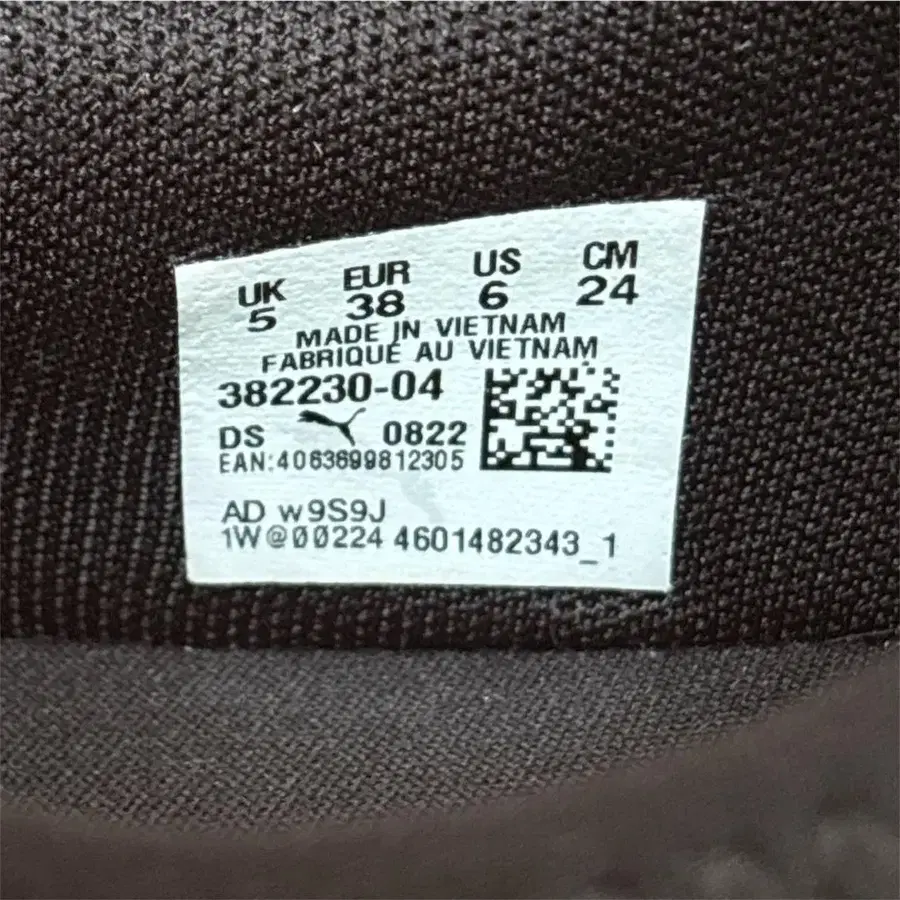 UK EUR US CM
5 38 6 24
MADE IN VIETNAM
FABRIQUÉ AU VIETNAM
382230-04
DS 0822
EAN:4063699812305
AD w9S9J
1W@00224 4601482343_1